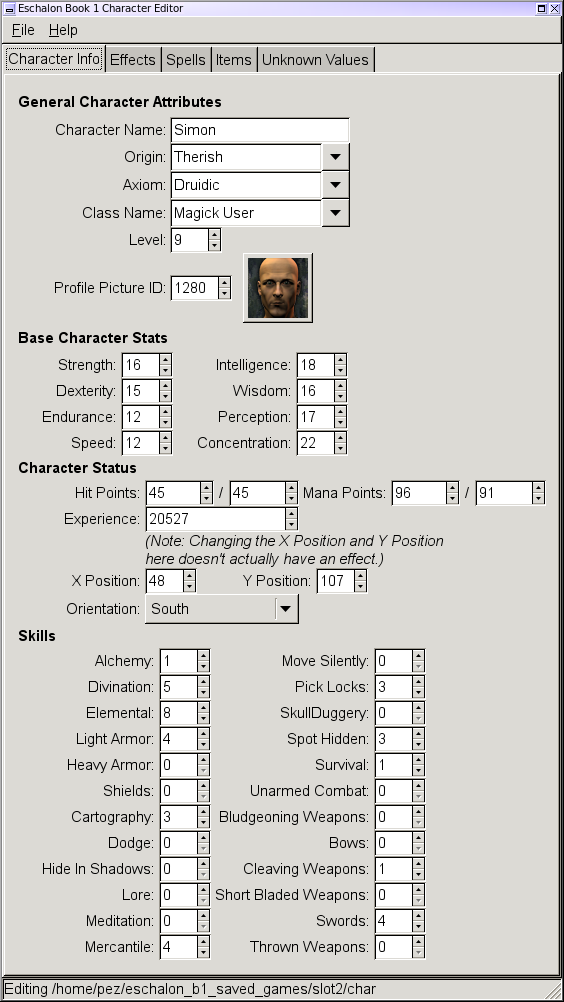 Eschalon Book 1 Character Editor
File Help
Character Info Effects Spells Items Unknown Values
General Character Attributes
Character Name: Simon
Origin: Therish
Axiom: Druidic
Class Name: Magick User
Level: 9
Profile Picture ID: 1280
Base Character Stats
Strength: 16 Intelligence: 18
Dexterity: 15 Wisdom: 16
Endurance: 12 Perception: 17
Speed: 12 Concentration: 22
Character Status
Hit Points: 45 / 45 Mana Points: 96 / 91
Experience: 20527
(Note: Changing the X Position and Y Position
here doesn't actually have an effect.)
X Position: 48 Y Position: 107
Orientation: South
Skills
Alchemy: 1 Move Silently: 0
Divination: 5 Pick Locks: 3
Elemental: 8 SkullDuggery: 0
Light Armor: 4 Spot Hidden: 3
Heavy Armor: 0 Survival: 1
Shields: 0 Unarmed Combat: 0
Cartography: 3 Bludgeoning Weapons: 0
Dodge: 0 Bows: 0
Hide In Shadows: 0 Cleaving Weapons: 1
Lore: 0 Short Bladed Weapons: 0
Meditation: 0 Swords: 4
Mercantile: 4 Thrown Weapons: 0
Editing /home/pez/eschalon_b1_saved_games/slot2/char